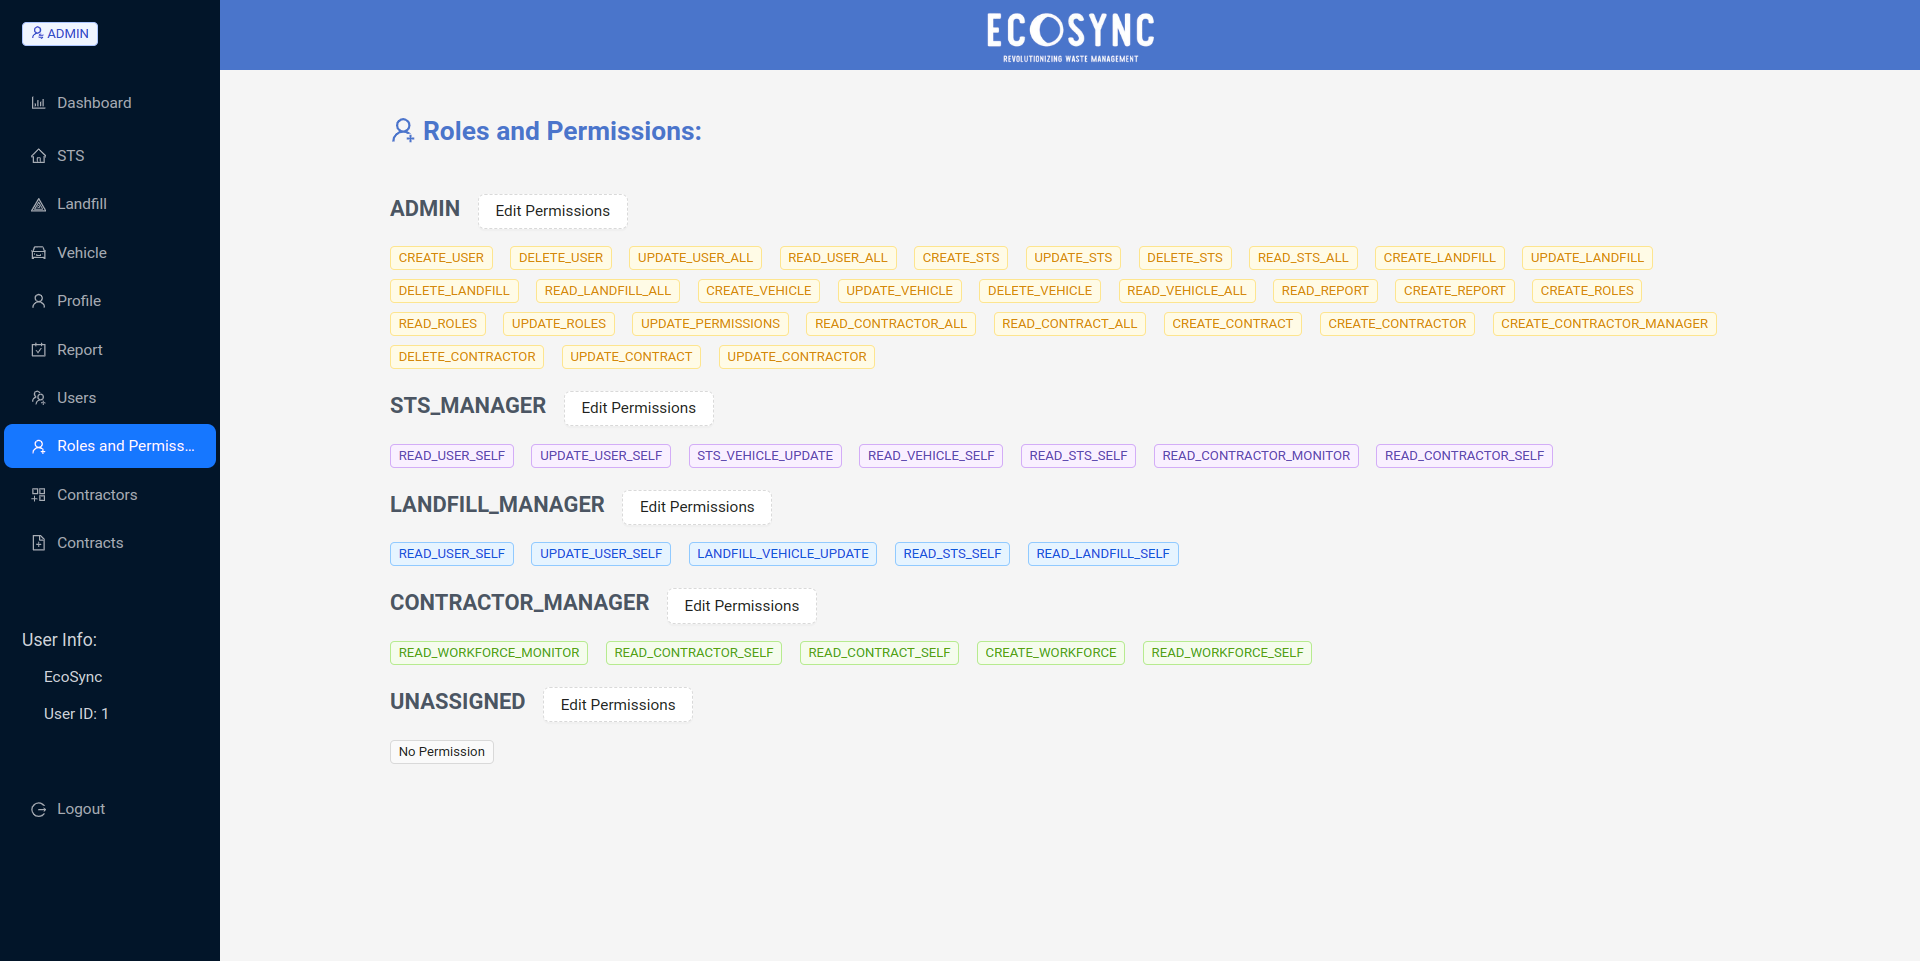 ADMIN
Dashboard
STS
Landfill
Vehicle
Profile
Report
Users
Roles and Permiss...
Contractors
Contracts
User Info:
EcoSync
User ID: 1
Logout
ECOSYNC
REVOLUTIONIZING WASTE MANAGEMENT
Roles and Permissions:
ADMIN Edit Permissions
CREATE_USER DELETE_USER UPDATE_USER_ALL READ_USER_ALL CREATE_STS UPDATE_STS DELETE_STS READ_STS_ALL CREATE_LANDFILL UPDATE_LANDFILL
DELETE_LANDFILL READ_LANDFILL_ALL CREATE_VEHICLE UPDATE_VEHICLE DELETE_VEHICLE READ_VEHICLE_ALL READ_REPORT CREATE_REPORT CREATE_ROLES
READ_ROLES UPDATE_ROLES UPDATE_PERMISSIONS READ_CONTRACTOR_ALL READ_CONTRACT_ALL CREATE_CONTRACT CREATE_CONTRACTOR CREATE_CONTRACTOR_MANAGER
DELETE_CONTRACTOR UPDATE_CONTRACT UPDATE_CONTRACTOR
STS_MANAGER Edit Permissions
READ_USER_SELF UPDATE_USER_SELF STS_VEHICLE_UPDATE READ_VEHICLE_SELF READ_STS_SELF READ_CONTRACTOR_MONITOR READ_CONTRACTOR_SELF
LANDFILL_MANAGER Edit Permissions
READ_USER_SELF UPDATE_USER_SELF LANDFILL_VEHICLE_UPDATE READ_STS_SELF READ_LANDFILL_SELF
CONTRACTOR_MANAGER Edit Permissions
READ_WORKFORCE_MONITOR READ_CONTRACTOR_SELF READ_CONTRACT_SELF CREATE_WORKFORCE READ_WORKFORCE_SELF
UNASSIGNED Edit Permissions
No Permission